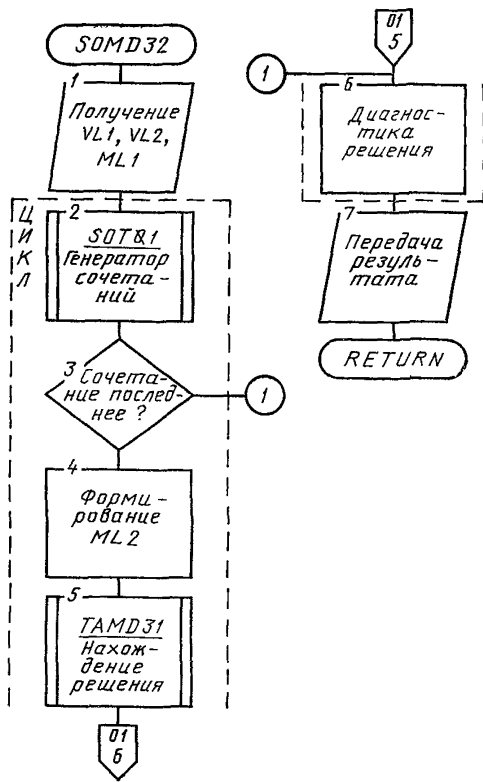 SOMD32
1
Получение
VL1, VL2,
ML1
ЦИКЛ
2
SOTQ1
Генератор
сочета-
ний
3 Сочета-
ние послед-
нее ?
1
4
Форми-
рование
ML2
5
TAMD31
Нахож-
дение
решения
01
6
01
5
1
6
Диагнос-
тика
решения
7
Передача
резуль-
тата
RETURN